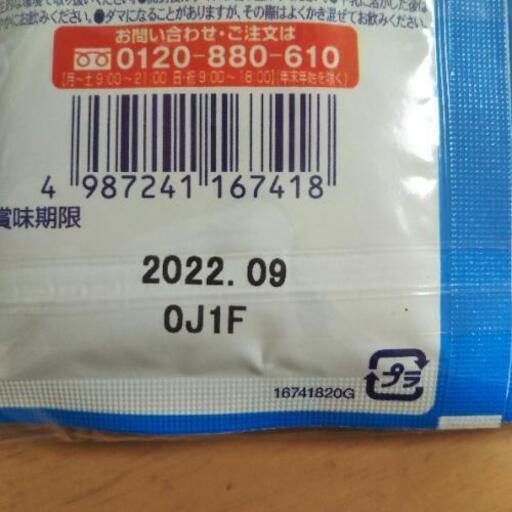 やかにお飲みください。●ダマになることがありますが、その際はよくかき混ぜてお飲みください。
お問い合わせ・ご注文は
0120-880-610
[月～土9:00～21:00 日・祝9:00～18:00(年末年始を除く)]
4 987241 167418
賞味期限
2022.09
0J1F
プラ
16741820G